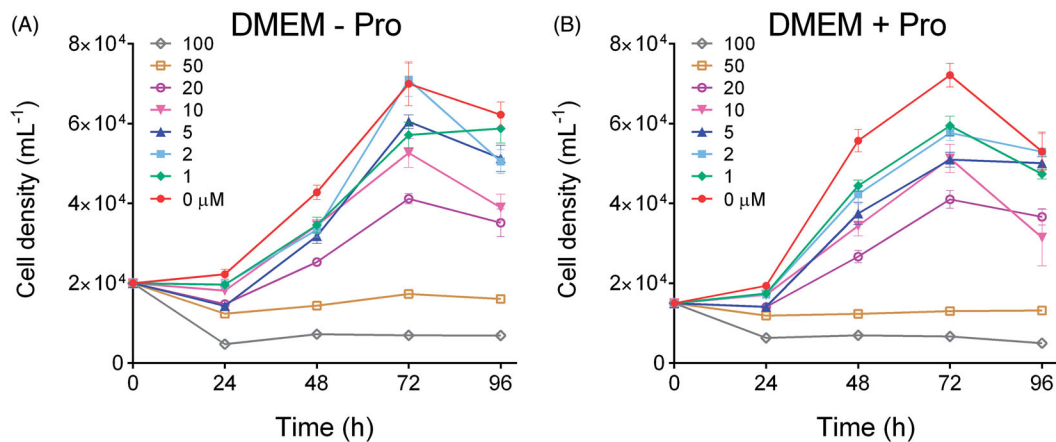 (A)
DMEM - Pro
8× 10⁴
6× 10⁴
4× 10⁴
2× 10⁴
0
Cell density (mL⁻¹)
100
50
20
10
5
2
1
0 μM
0 24 48 72 96
Time (h)
(B)
DMEM + Pro
8× 10⁴
6× 10⁴
4× 10⁴
2× 10⁴
0
Cell density (mL⁻¹)
100
50
20
10
5
2
1
0 μM
0 24 48 72 96
Time (h)